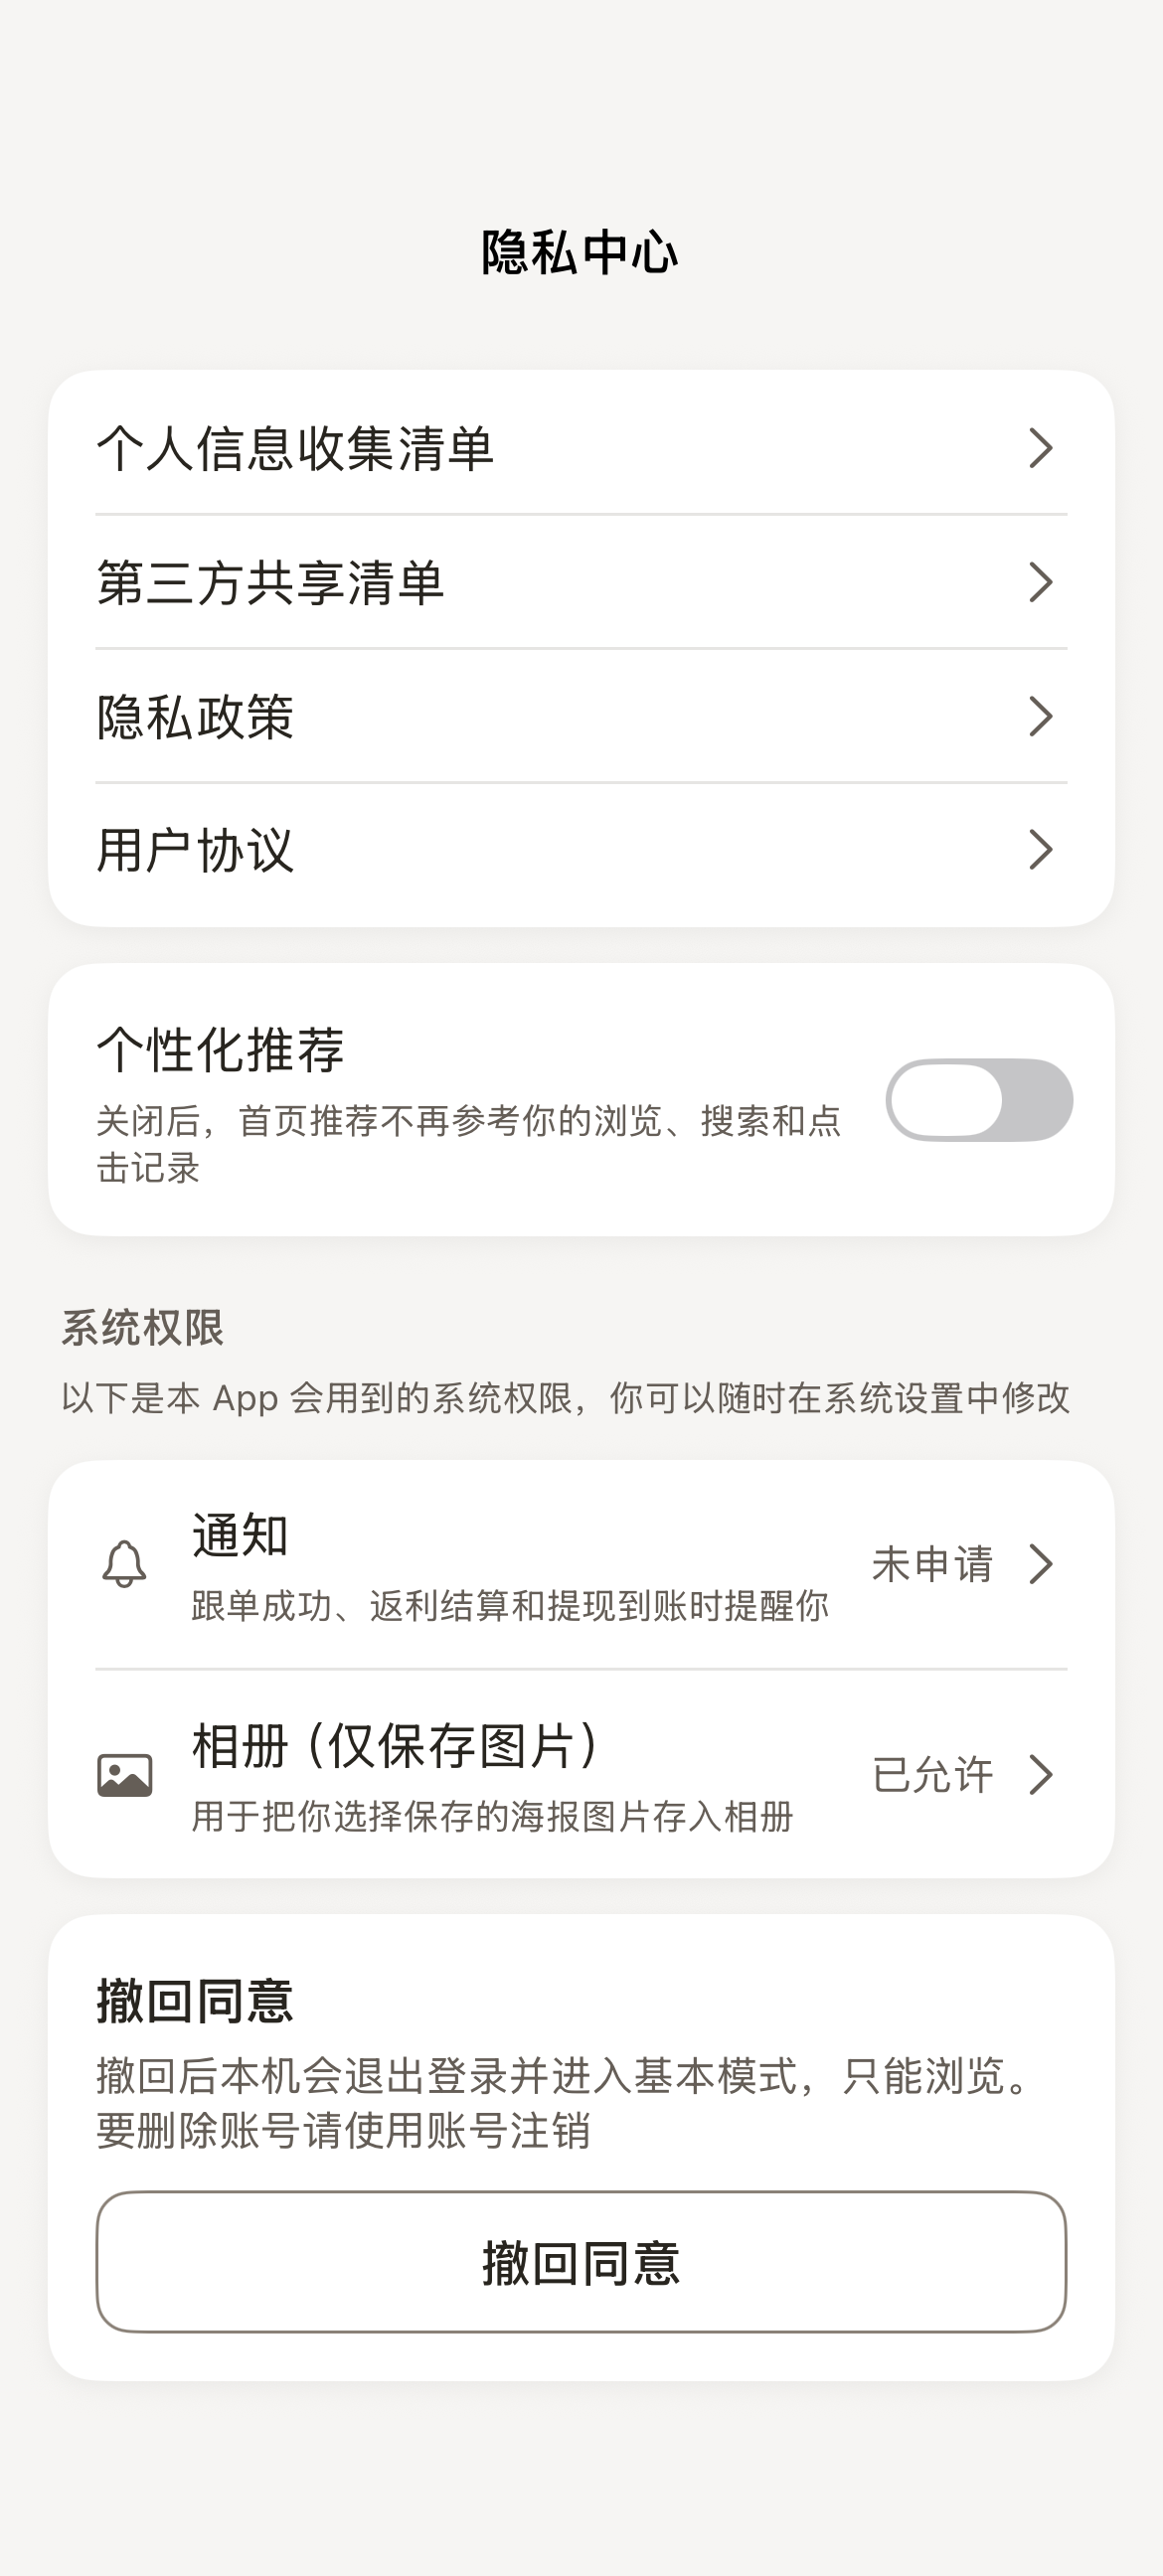 隐私中心
个人信息收集清单
第三方共享清单
隐私政策
用户协议
个性化推荐
关闭后，首页推荐不再参考你的浏览、搜索和点
击记录
系统权限
以下是本 App 会用到的系统权限，你可以随时在系统设置中修改
通知
未申请
跟单成功、返利结算和提现到账时提醒你
相册（仅保存图片）
已允许
用于把你选择保存的海报图片存入相册
撤回同意
撤回后本机会退出登录并进入基本模式，只能浏览。
要删除账号请使用账号注销
撤回同意